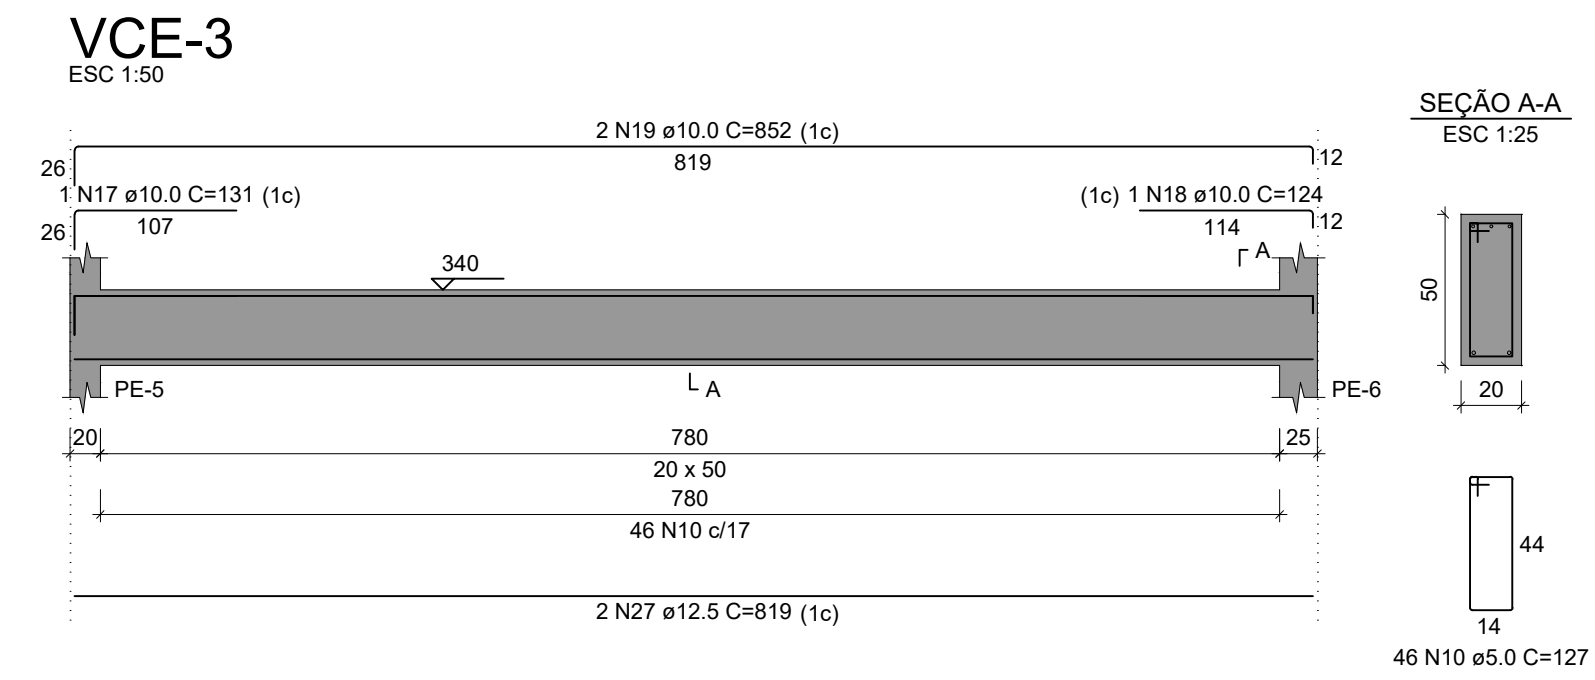 VCE-3
ESC 1:50
2 N19 ø10.0 C=852 (1c)
26
819
12
1 N17 ø10.0 C=131 (1c)
26
107
(1c) 1 N18 ø10.0 C=124
114
12
A
340
PE-5
A
PE-6
20
780
25
20 x 50
780
46 N10 c/17
2 N27 ø12.5 C=819 (1c)
SEÇÃO A-A
ESC 1:25
50
20
44
14
46 N10 ø5.0 C=127